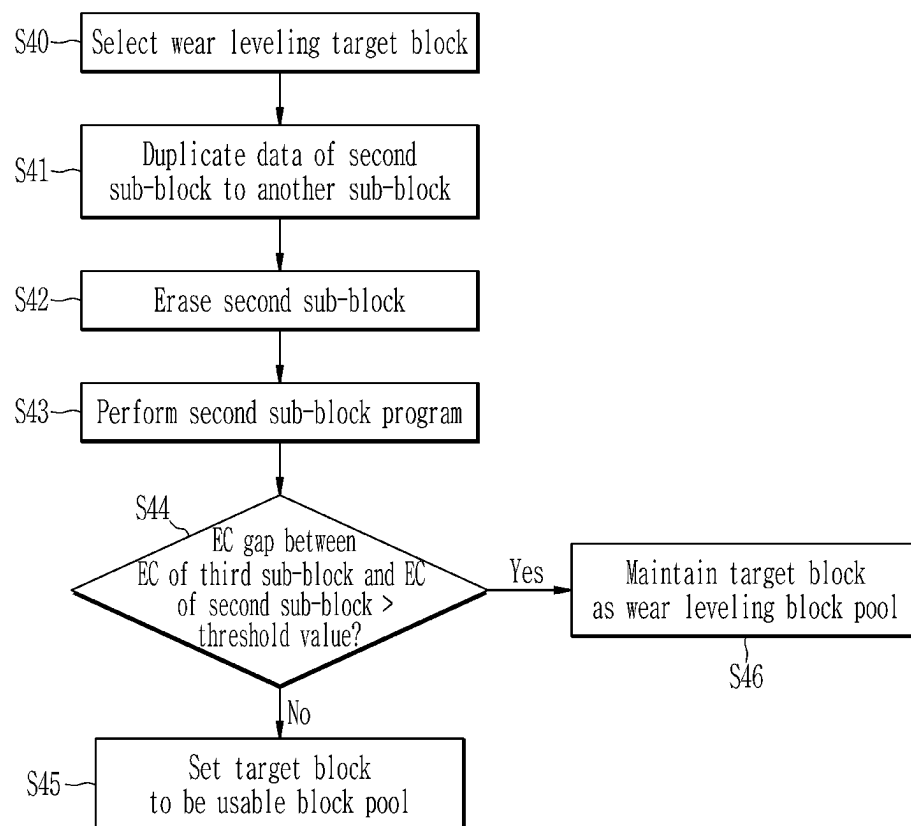 S40
Select wear leveling target block
S41
Duplicate data of second
sub-block to another sub-block
S42
Erase second sub-block
S43
Perform second sub-block program
S44
EC gap between
EC of third sub-block and EC
of second sub-block >
threshold value?
Yes
Maintain target block
as wear leveling block pool
S46
No
S45
Set target block
to be usable block pool